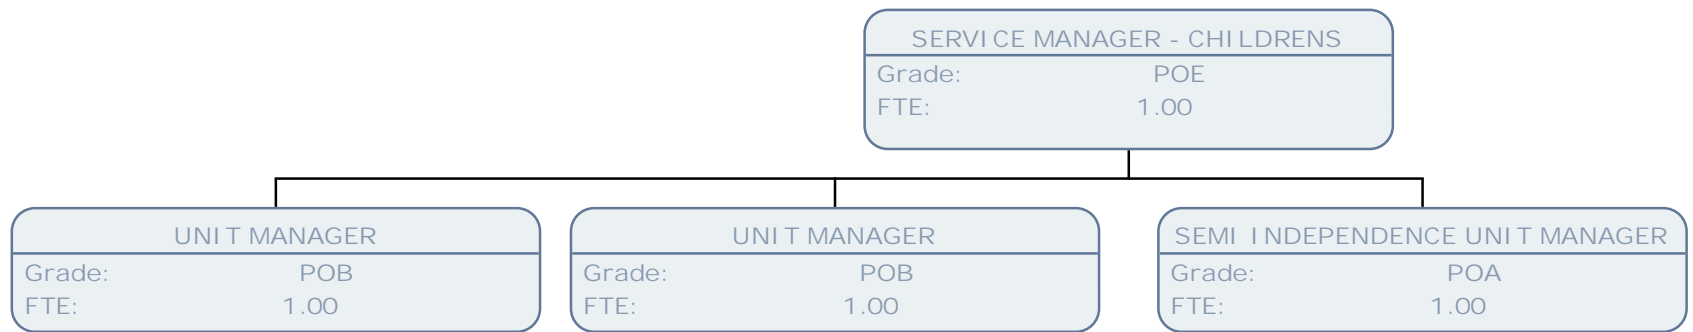 SERVICE MANAGER - CHILDRENS
Grade: POE
FTE: 1.00
UNIT MANAGER
Grade: POB
FTE: 1.00
UNIT MANAGER
Grade: POB
FTE: 1.00
SEMI INDEPENDENCE UNIT MANAGER
Grade: POA
FTE: 1.00